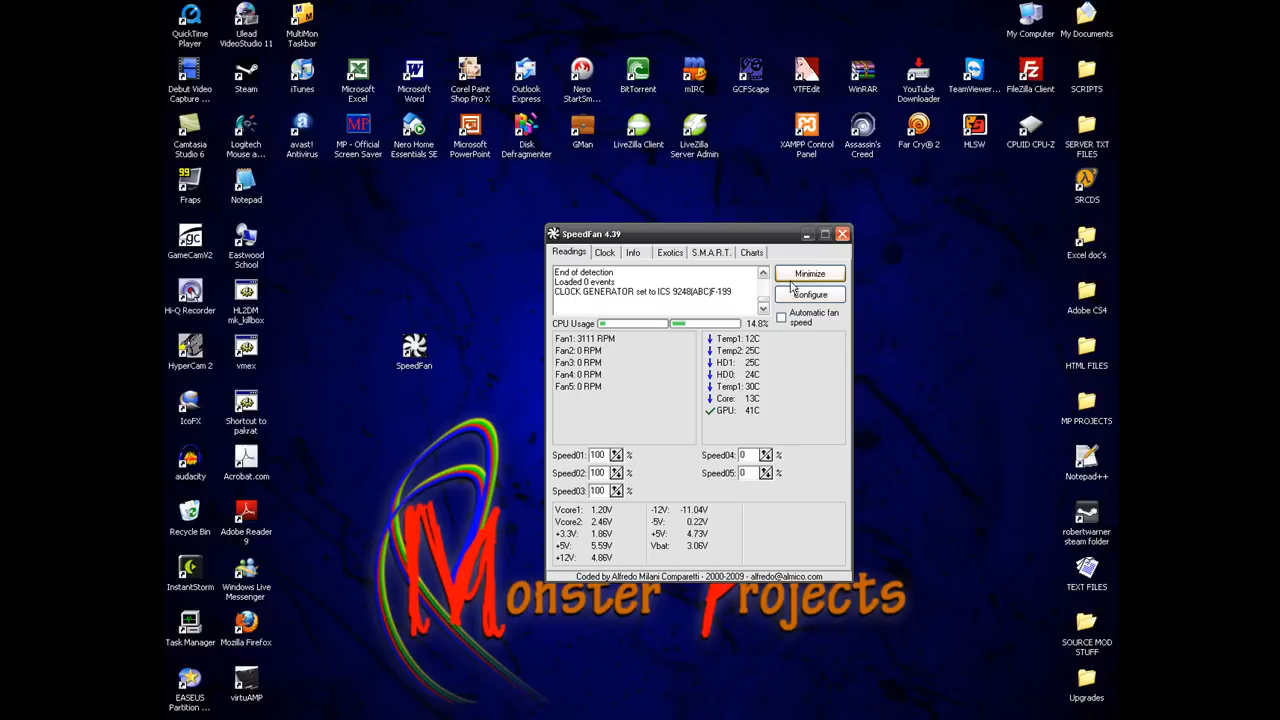 QuickTime Player
Ulead VideoStudio 11
MultiMon Taskbar
My Computer
My Documents
Debut Video Capture ...
Steam
iTunes
Microsoft Excel
Microsoft Word
Corel Paint Shop Pro X
Outlook Express
Nero StartSm...
BitTorrent
mIRC
GCFScape
VTFEdit
WinRAR
YouTube Downloader
TeamViewer...
FileZilla Client
SCRIPTS
Camtasia Studio 6
Logitech Mouse a...
avast! Antivirus
MP - Official Screen Saver
Nero Home Essentials SE
Microsoft PowerPoint
Disk Defragmenter
GMan
LiveZilla Client
LiveZilla Server Admin
XAMPP Control Panel
Assassin's Creed
Far Cry® 2
HLSW
CPUID CPU-Z
SERVER TXT FILES
99
Fraps
Notepad
SRCDS
GameCamV2
Eastwood School
Excel doc's
Hi-Q Recorder
HL2DM mk_killbox
Adobe CS4
HyperCam 2
vmex
SpeedFan
HTML FILES
IcoFX
Shortcut to pakrat
MP PROJECTS
audacity
Acrobat.com
Notepad++
Recycle Bin
Adobe Reader 9
robertwarner steam folder
InstantStorm
Windows Live Messenger
TEXT FILES
Task Manager
Mozilla Firefox
SOURCE MOD STUFF
EASEUS Partition ...
virtuAMP
Upgrades
SpeedFan 4.39
Readings
Clock
Info
Exotics
S.M.A.R.T.
Charts
End of detection
Loaded 0 events
CLOCK GENERATOR set to ICS 9248(ABC)F-199
Minimize
Configure
CPU Usage
14.8%
Automatic fan speed
Fan1: 3111 RPM
Fan2: 0 RPM
Fan3: 0 RPM
Fan4: 0 RPM
Fan5: 0 RPM
Temp1: 12C
Temp2: 25C
HD1: 25C
HD0: 24C
Temp1: 30C
Core: 13C
GPU: 41C
Speed01: 100 %
Speed02: 100 %
Speed03: 100 %
Speed04: 0 %
Speed05: 0 %
Vcore1: 1.20V
Vcore2: 2.46V
+3.3V: 1.86V
+5V: 5.59V
+12V: 4.86V
-12V: -11.04V
-5V: 0.22V
+5V: 4.73V
Vbat: 3.06V
Coded by Alfredo Milani Comparetti - 2000-2009 - alfredo@almico.com
Monster Projects